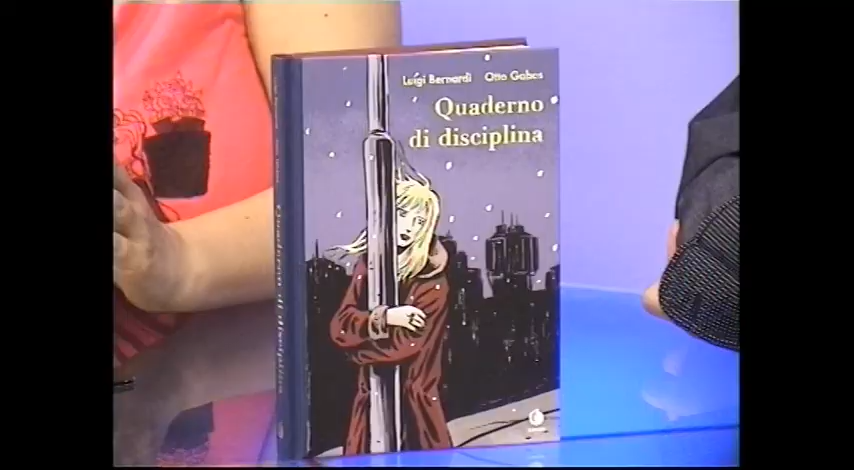 Luigi Bernardi Otto Gabos
Quaderno
di disciplina
Quaderno di disciplina